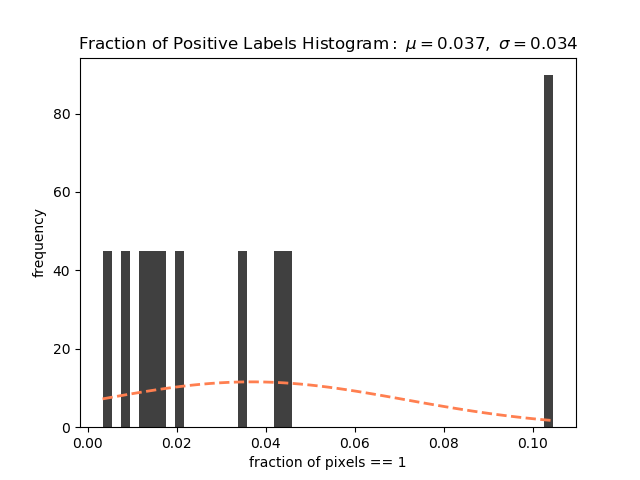 Fraction of Positive Labels Histogram : μ = 0.037, σ = 0.034
80
60
40
20
0
frequency
0.00 0.02 0.04 0.06 0.08 0.10
fraction of pixels == 1